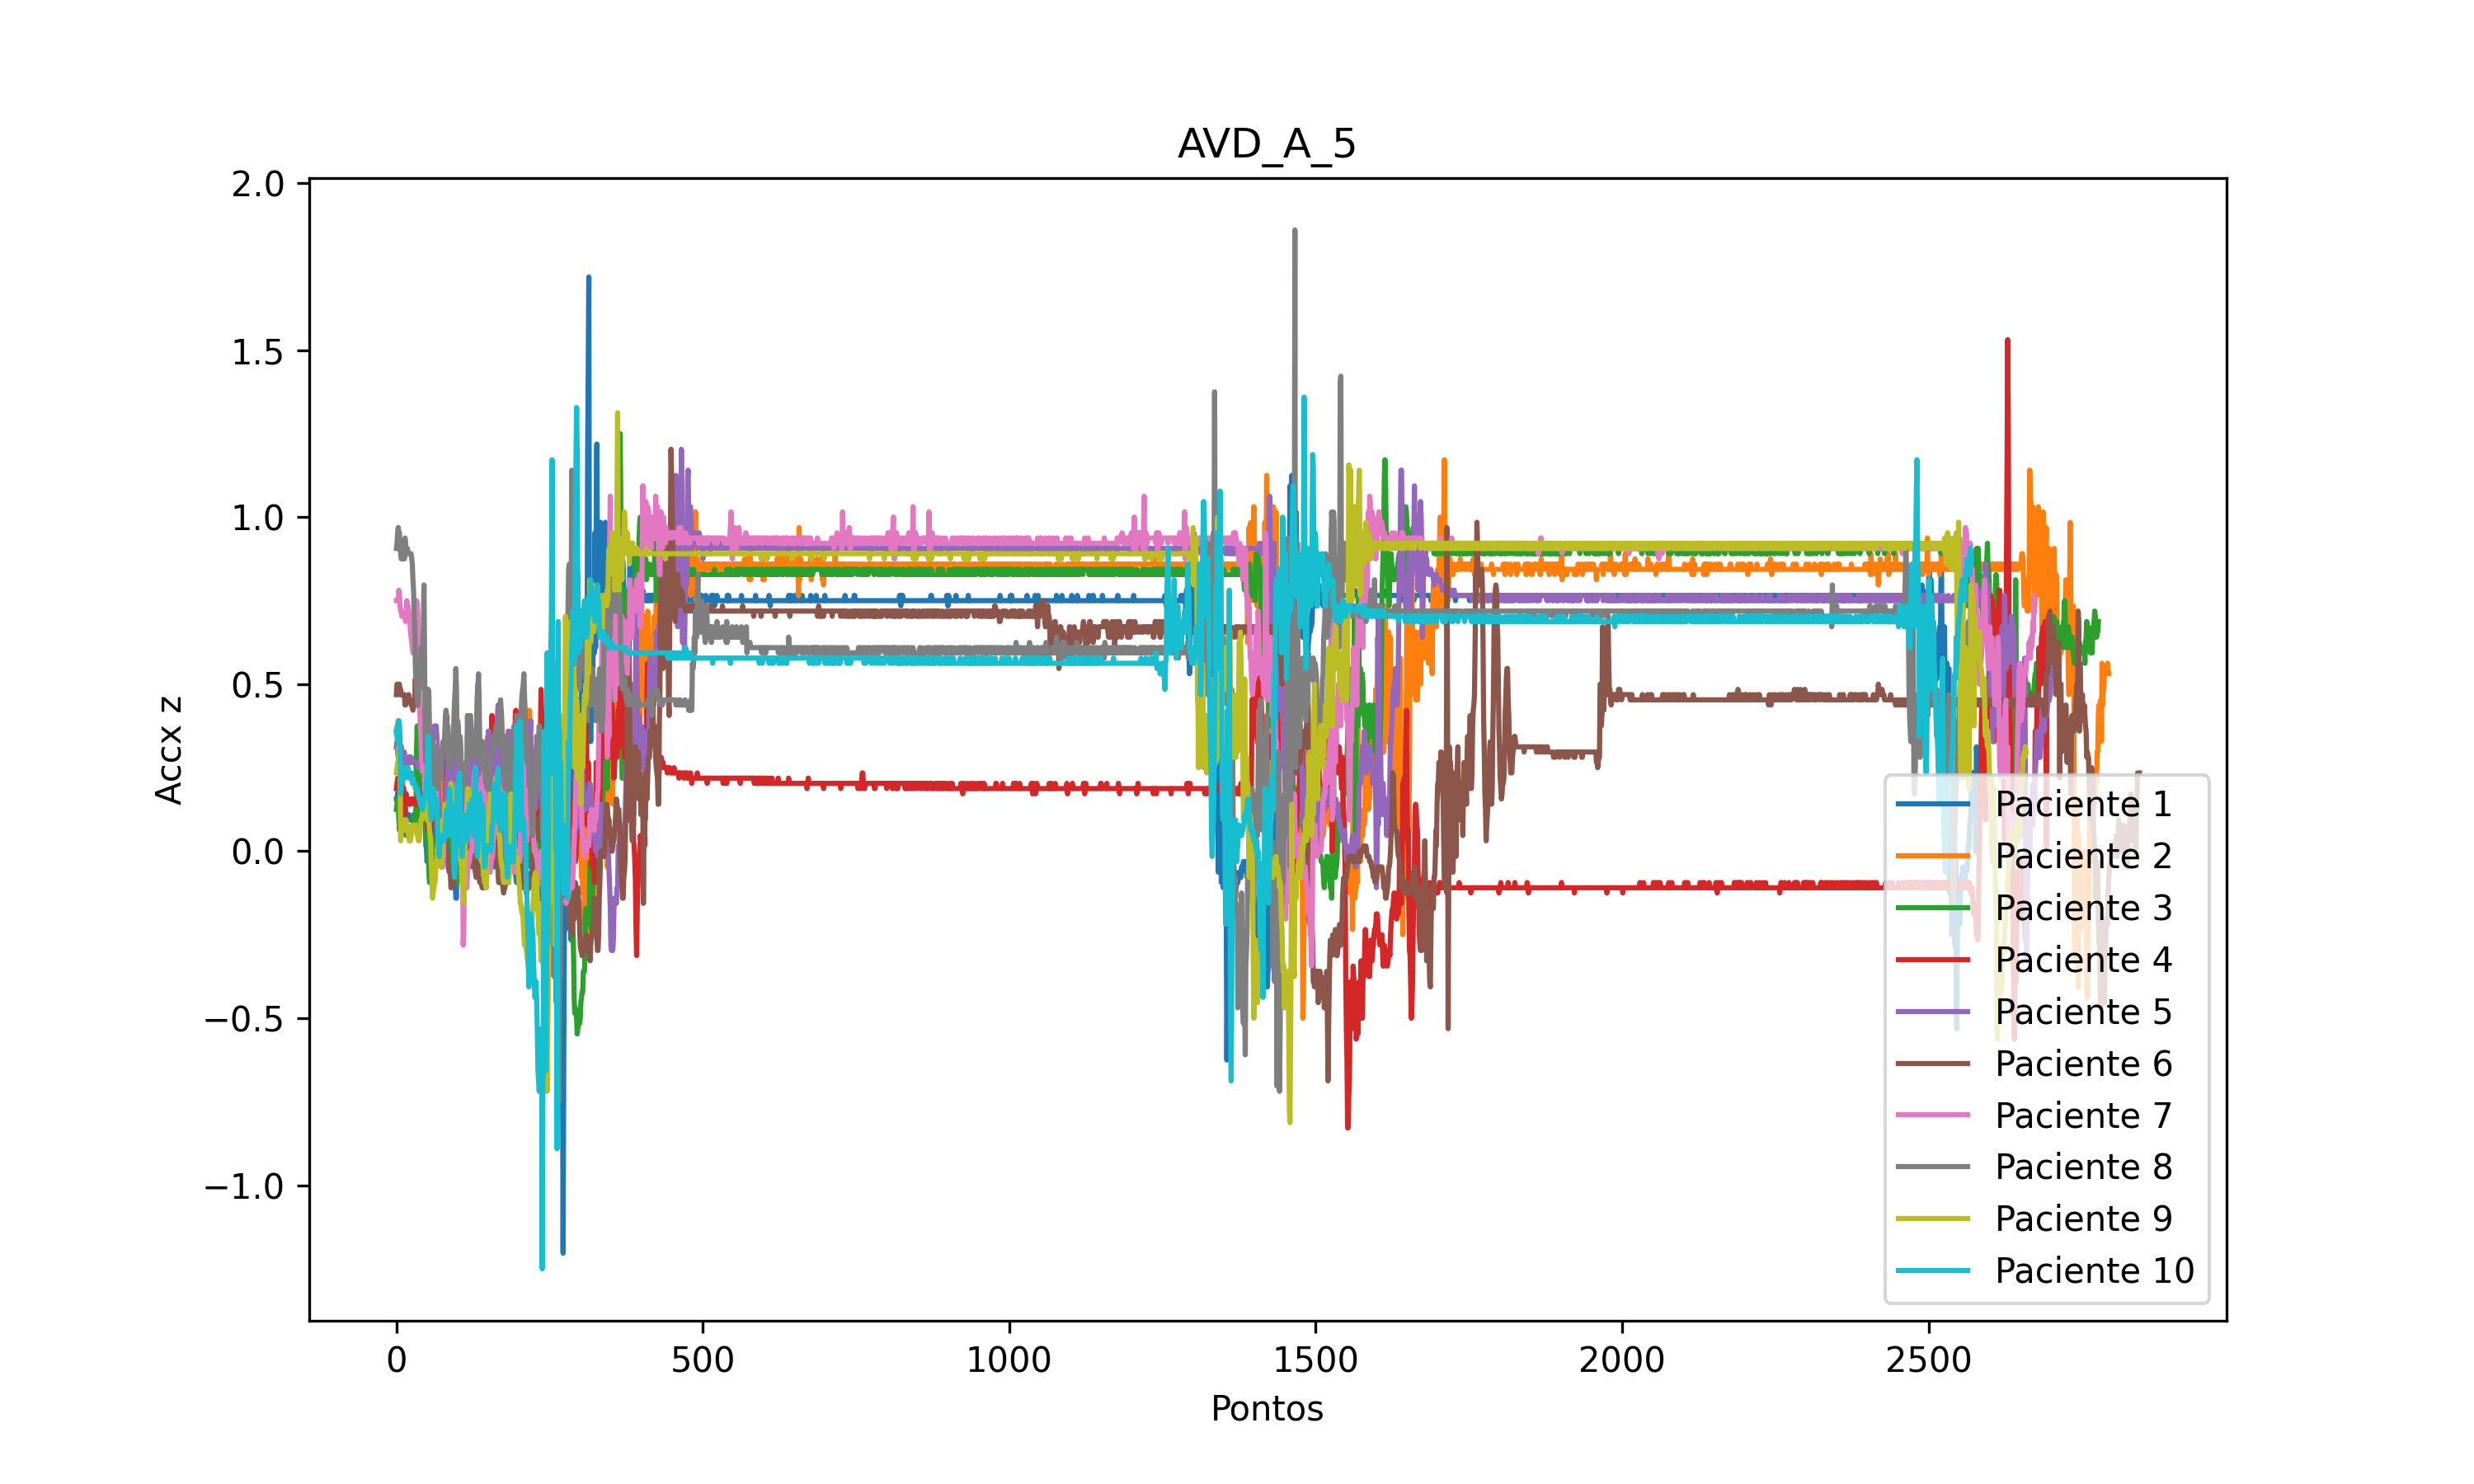 AVD_A_5
2.0
1.5
1.0
0.5
0.0
−0.5
−1.0
Accx z
0 500 1000 1500 2000 2500
Pontos
Paciente 1
Paciente 2
Paciente 3
Paciente 4
Paciente 5
Paciente 6
Paciente 7
Paciente 8
Paciente 9
Paciente 10